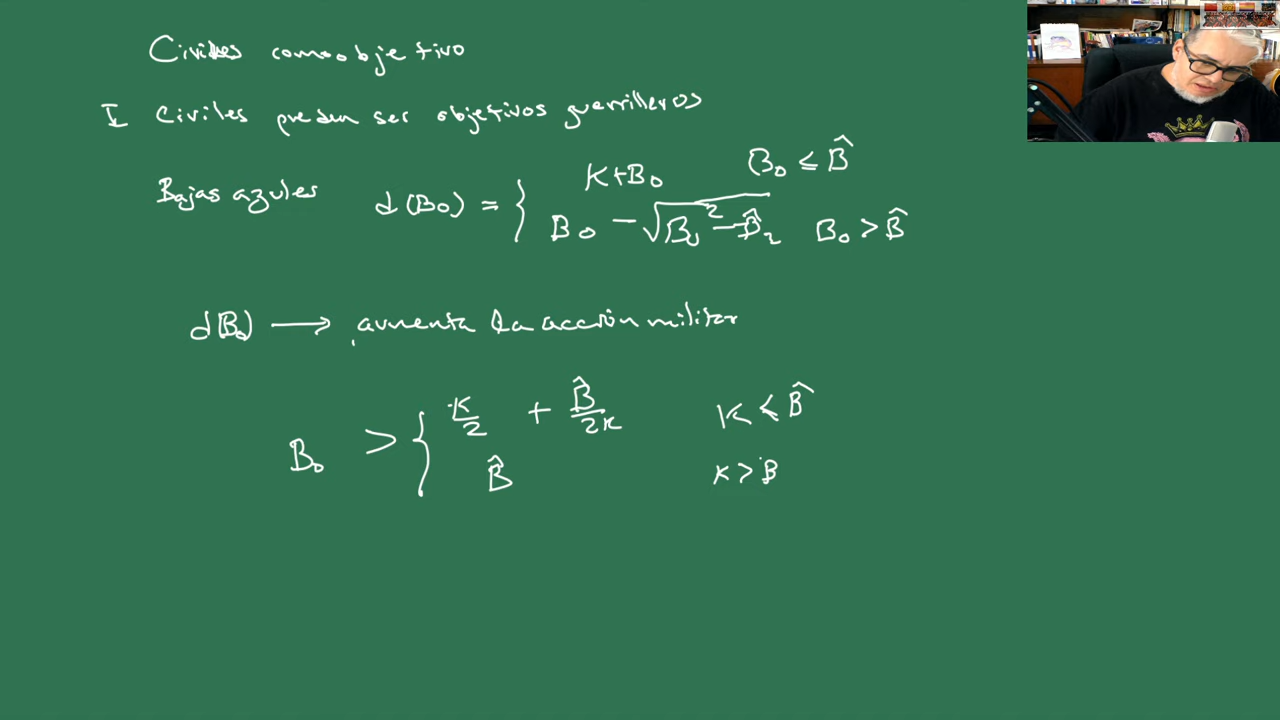 Civiles como objetivo
I Civiles pueden ser objetivos guerrilleros
Bajas azules d(B₀) = { K+B₀ B₀ ≤ B̂
B₀ − √(B₀² − B̂₂) B₀ > B̂
d(B₀) → aumenta la acción militar
B₀ > { K/2 + B̂/2K K ≤ B̂
B̂ K > B